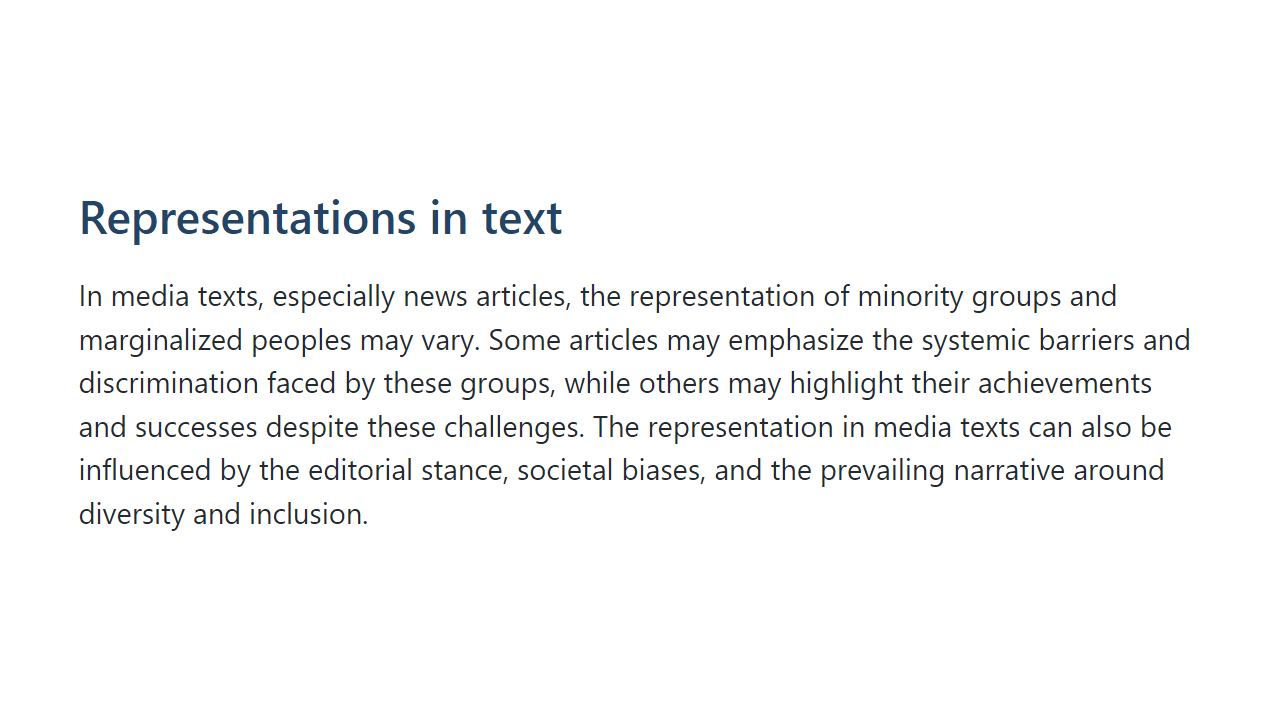 Representations in text
In media texts, especially news articles, the representation of minority groups and
marginalized peoples may vary. Some articles may emphasize the systemic barriers and
discrimination faced by these groups, while others may highlight their achievements
and successes despite these challenges. The representation in media texts can also be
influenced by the editorial stance, societal biases, and the prevailing narrative around
diversity and inclusion.